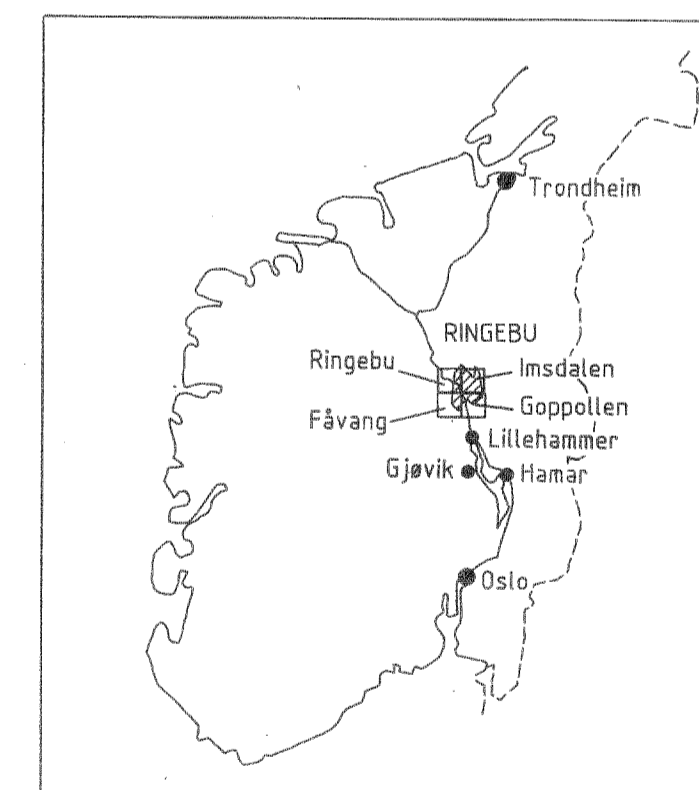 Trondheim
RINGEBU
Ringebu
Imsdalen
Fåvang
Goppollen
Lillehammer
Gjøvik
Hamar
Oslo